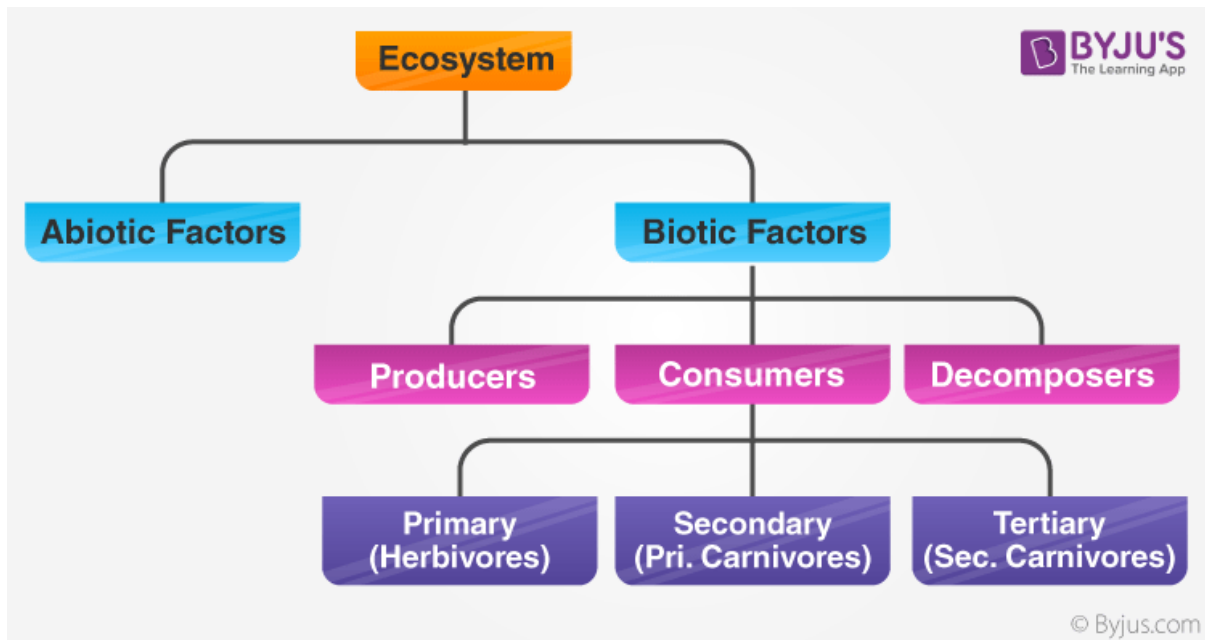 Ecosystem
BYJU'S
The Learning App
Abiotic Factors
Biotic Factors
Producers
Consumers
Decomposers
Primary
(Herbivores)
Secondary
(Pri. Carnivores)
Tertiary
(Sec. Carnivores)
© Byjus.com